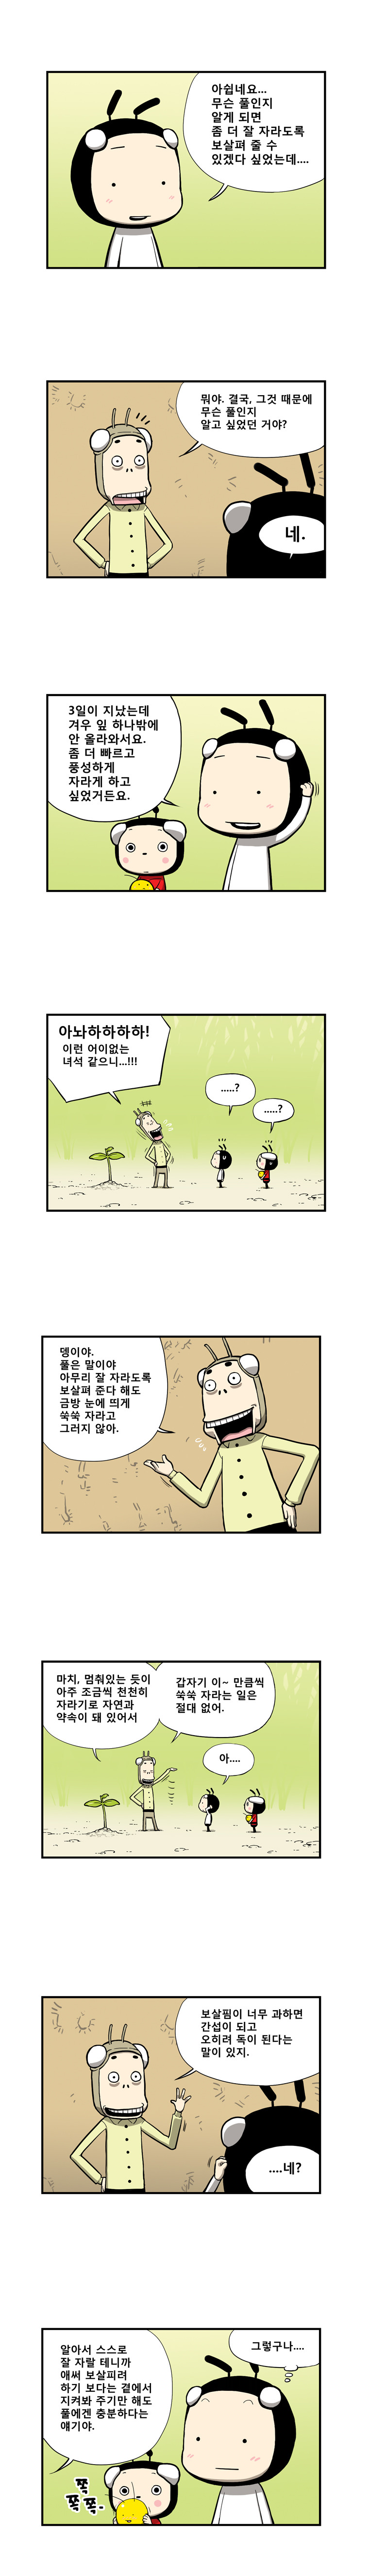 아쉽네요...
무슨 풀인지
알게 되면
좀 더 잘 자라도록
보살펴 줄 수
있겠다 싶었는데....
뭐야. 결국, 그것 때문에
무슨 풀인지
알고 싶었던 거야?
네.
3일이 지났는데
겨우 잎 하나밖에
안 올라와서요.
좀 더 빠르고
풍성하게
자라게 하고
싶었거든요.
아놔하하하하!
이런 어이없는
녀석 같으니...!!!
.....?
.....?
뎅이야.
풀은 말이야
아무리 잘 자라도록
보살펴 준다 해도
금방 눈에 띄게
쑥쑥 자라고
그러지 않아.
마치, 멈춰있는 듯이
아주 조금씩 천천히
자라기로 자연과
약속이 돼 있어서
갑자기 이~ 만큼씩
쑥쑥 자라는 일은
절대 없어.
아....
보살핌이 너무 과하면
간섭이 되고
오히려 독이 된다는
말이 있지.
....네?
알아서 스스로
잘 자랄 테니까
애써 보살피려
하기 보다는 곁에서
지켜봐 주기만 해도
풀에겐 충분하다는
얘기야.
그렇구나....
쪽
쪽 쪽-